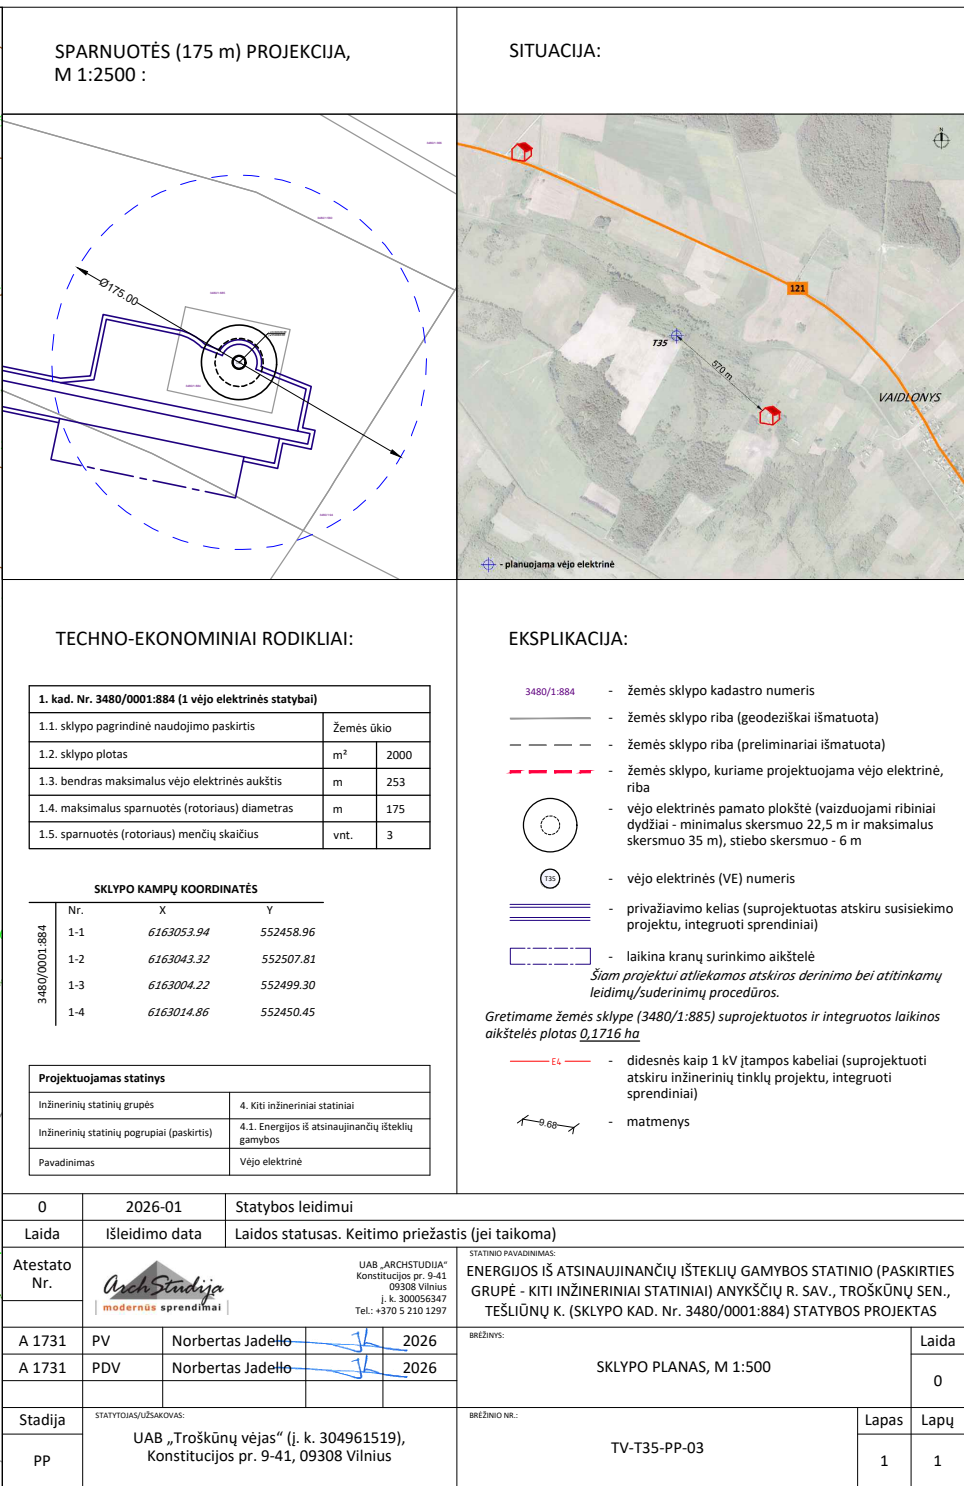 SPARNUOTĖS (175 m) PROJEKCIJA,
M 1:2500 :
SITUACIJA:
Ø175.00
N
121
T35
570 m
VAIDLONYS
- planuojama vėjo elektrinė
TECHNO-EKONOMINIAI RODIKLIAI:
1. kad. Nr. 3480/0001:884 (1 vėjo elektrinės statybai)
1.1. sklypo pagrindinė naudojimo paskirtis Žemės ūkio
1.2. sklypo plotas m² 2000
1.3. bendras maksimalus vėjo elektrinės aukštis m 253
1.4. maksimalus sparnuotės (rotoriaus) diametras m 175
1.5. sparnuotės (rotoriaus) menčių skaičius vnt. 3
SKLYPO KAMPŲ KOORDINATĖS
Nr. X Y
3480/0001:884
1-1 6163053.94 552458.96
1-2 6163043.32 552507.81
1-3 6163004.22 552499.30
1-4 6163014.86 552450.45
Projektuojamas statinys
Inžinerinių statinių grupės 4. Kiti inžineriniai statiniai
Inžinerinių statinių pogrupiai (paskirtis) 4.1. Energijos iš atsinaujinančių išteklių
gamybos
Pavadinimas Vėjo elektrinė
EKSPLIKACIJA:
3480/1:884 - žemės sklypo kadastro numeris
- žemės sklypo riba (geodeziškai išmatuota)
- žemės sklypo riba (preliminariai išmatuota)
- žemės sklypo, kuriame projektuojama vėjo elektrinė,
riba
- vėjo elektrinės pamato plokštė (vaizduojami ribiniai
dydžiai - minimalus skersmuo 22,5 m ir maksimalus
skersmuo 35 m), stiebo skersmuo - 6 m
T35 - vėjo elektrinės (VE) numeris
- privažiavimo kelias (suprojektuotas atskiru susisiekimo
projektu, integruoti sprendiniai)
- laikina kranų surinkimo aikštelė
Šiam projektui atliekamos atskiros derinimo bei atitinkamų
leidimų/suderinimų procedūros.
Gretimame žemės sklype (3480/1:885) suprojektuotos ir integruotos laikinos
aikštelės plotas 0,1716 ha
E4 - didesnės kaip 1 kV įtampos kabeliai (suprojektuoti
atskiru inžinerinių tinklų projektu, integruoti
sprendiniai)
9.68 - matmenys
0 2026-01 Statybos leidimui
Laida Išleidimo data Laidos statusas. Keitimo priežastis (jei taikoma)
Atestato
Nr.
ArchStudija
modernūs sprendimai
UAB „ARCHSTUDIJA"
Konstitucijos pr. 9-41
09308 Vilnius
į. k. 300056347
Tel.: +370 5 210 1297
STATINIO PAVADINIMAS:
ENERGIJOS IŠ ATSINAUJINANČIŲ IŠTEKLIŲ GAMYBOS STATINIO (PASKIRTIES
GRUPĖ - KITI INŽINERINIAI STATINIAI) ANYKŠČIŲ R. SAV., TROŠKŪNŲ SEN.,
TEŠLIŪNŲ K. (SKLYPO KAD. Nr. 3480/0001:884) STATYBOS PROJEKTAS
A 1731 PV Norbertas Jadello 2026
A 1731 PDV Norbertas Jadello 2026
BRĖŽINYS:
SKLYPO PLANAS, M 1:500
Laida
0
Stadija
PP
STATYTOJAS/UŽSAKOVAS:
UAB „Troškūnų vėjas“ (į. k. 304961519),
Konstitucijos pr. 9-41, 09308 Vilnius
BRĖŽINIO NR.:
TV-T35-PP-03
Lapas Lapų
1 1